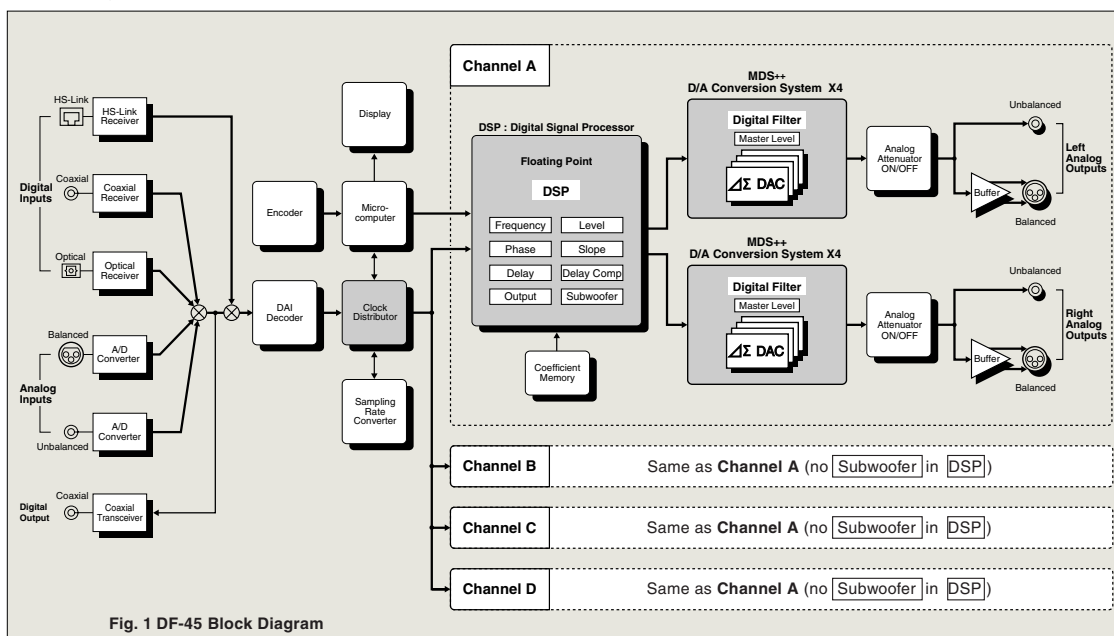 HS-Link
HS-Link
Receiver
Digital
Inputs
Coaxial
Coaxial
Receiver
Optical
Optical
Receiver
Balanced
A/D
Converter
Analog
Inputs
Unbalanced
A/D
Converter
Digital
Output
Coaxial
Coaxial
Transceiver
Display
Encoder
Micro-
computer
DAI
Decoder
Clock
Distributor
Sampling
Rate
Converter
Channel A
DSP : Digital Signal Processor
Floating Point
DSP
Frequency
Level
Phase
Slope
Delay
Delay Comp
Output
Subwoofer
Coefficient
Memory
MDS++
D/A Conversion System X4
Digital Filter
Master Level
⊿Σ DAC
Analog
Attenuator
ON/OFF
Unbalanced
Buffer
Balanced
Left
Analog
Outputs
MDS++
D/A Conversion System X4
Digital Filter
Master Level
⊿Σ DAC
Analog
Attenuator
ON/OFF
Unbalanced
Buffer
Balanced
Right
Analog
Outputs
Channel B
Same as Channel A (no Subwoofer in DSP)
Channel C
Same as Channel A (no Subwoofer in DSP)
Channel D
Same as Channel A (no Subwoofer in DSP)
Fig. 1 DF-45 Block Diagram